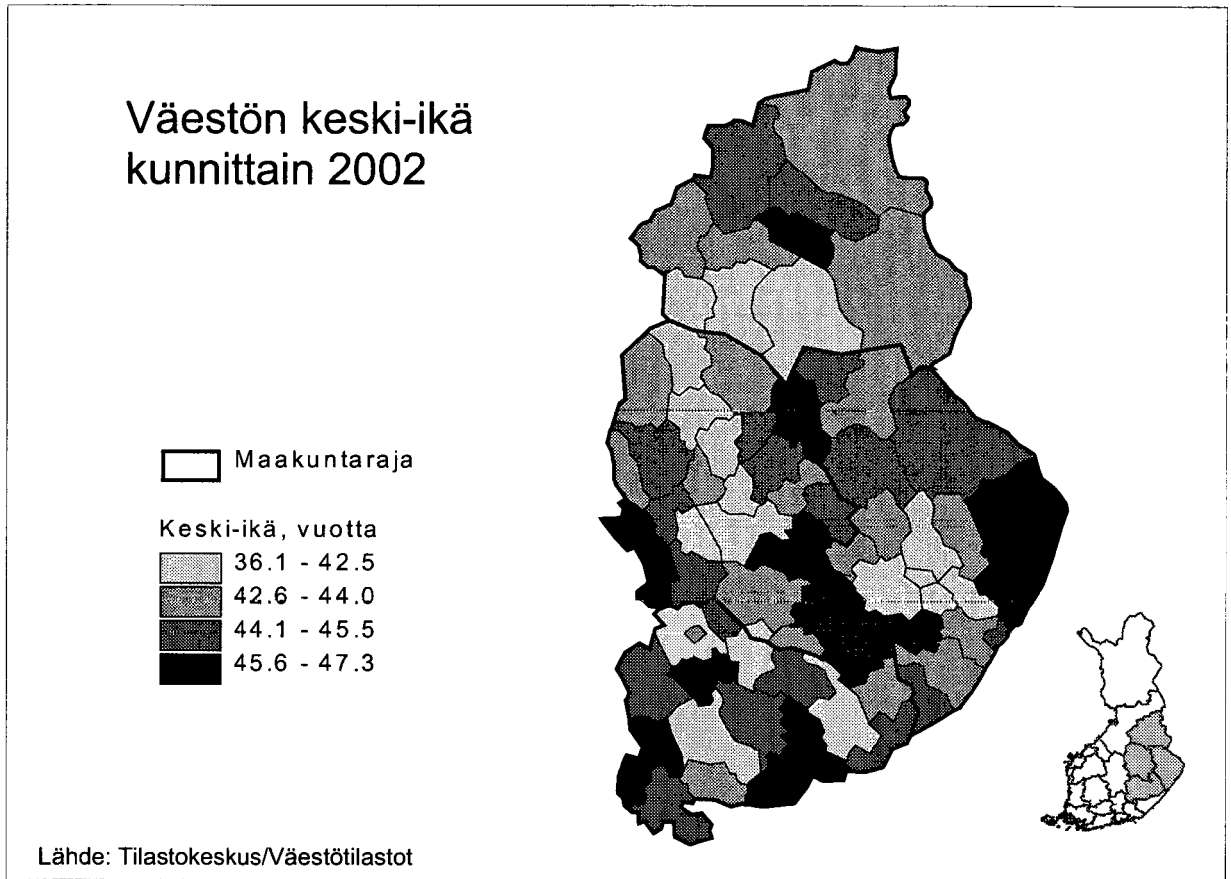 Väestön keski-ikä
kunnittain 2002
Maakuntaraja
Keski-ikä, vuotta
36.1 - 42.5
42.6 - 44.0
44.1 - 45.5
45.6 - 47.3
Lähde: Tilastokeskus/Väestötilastot